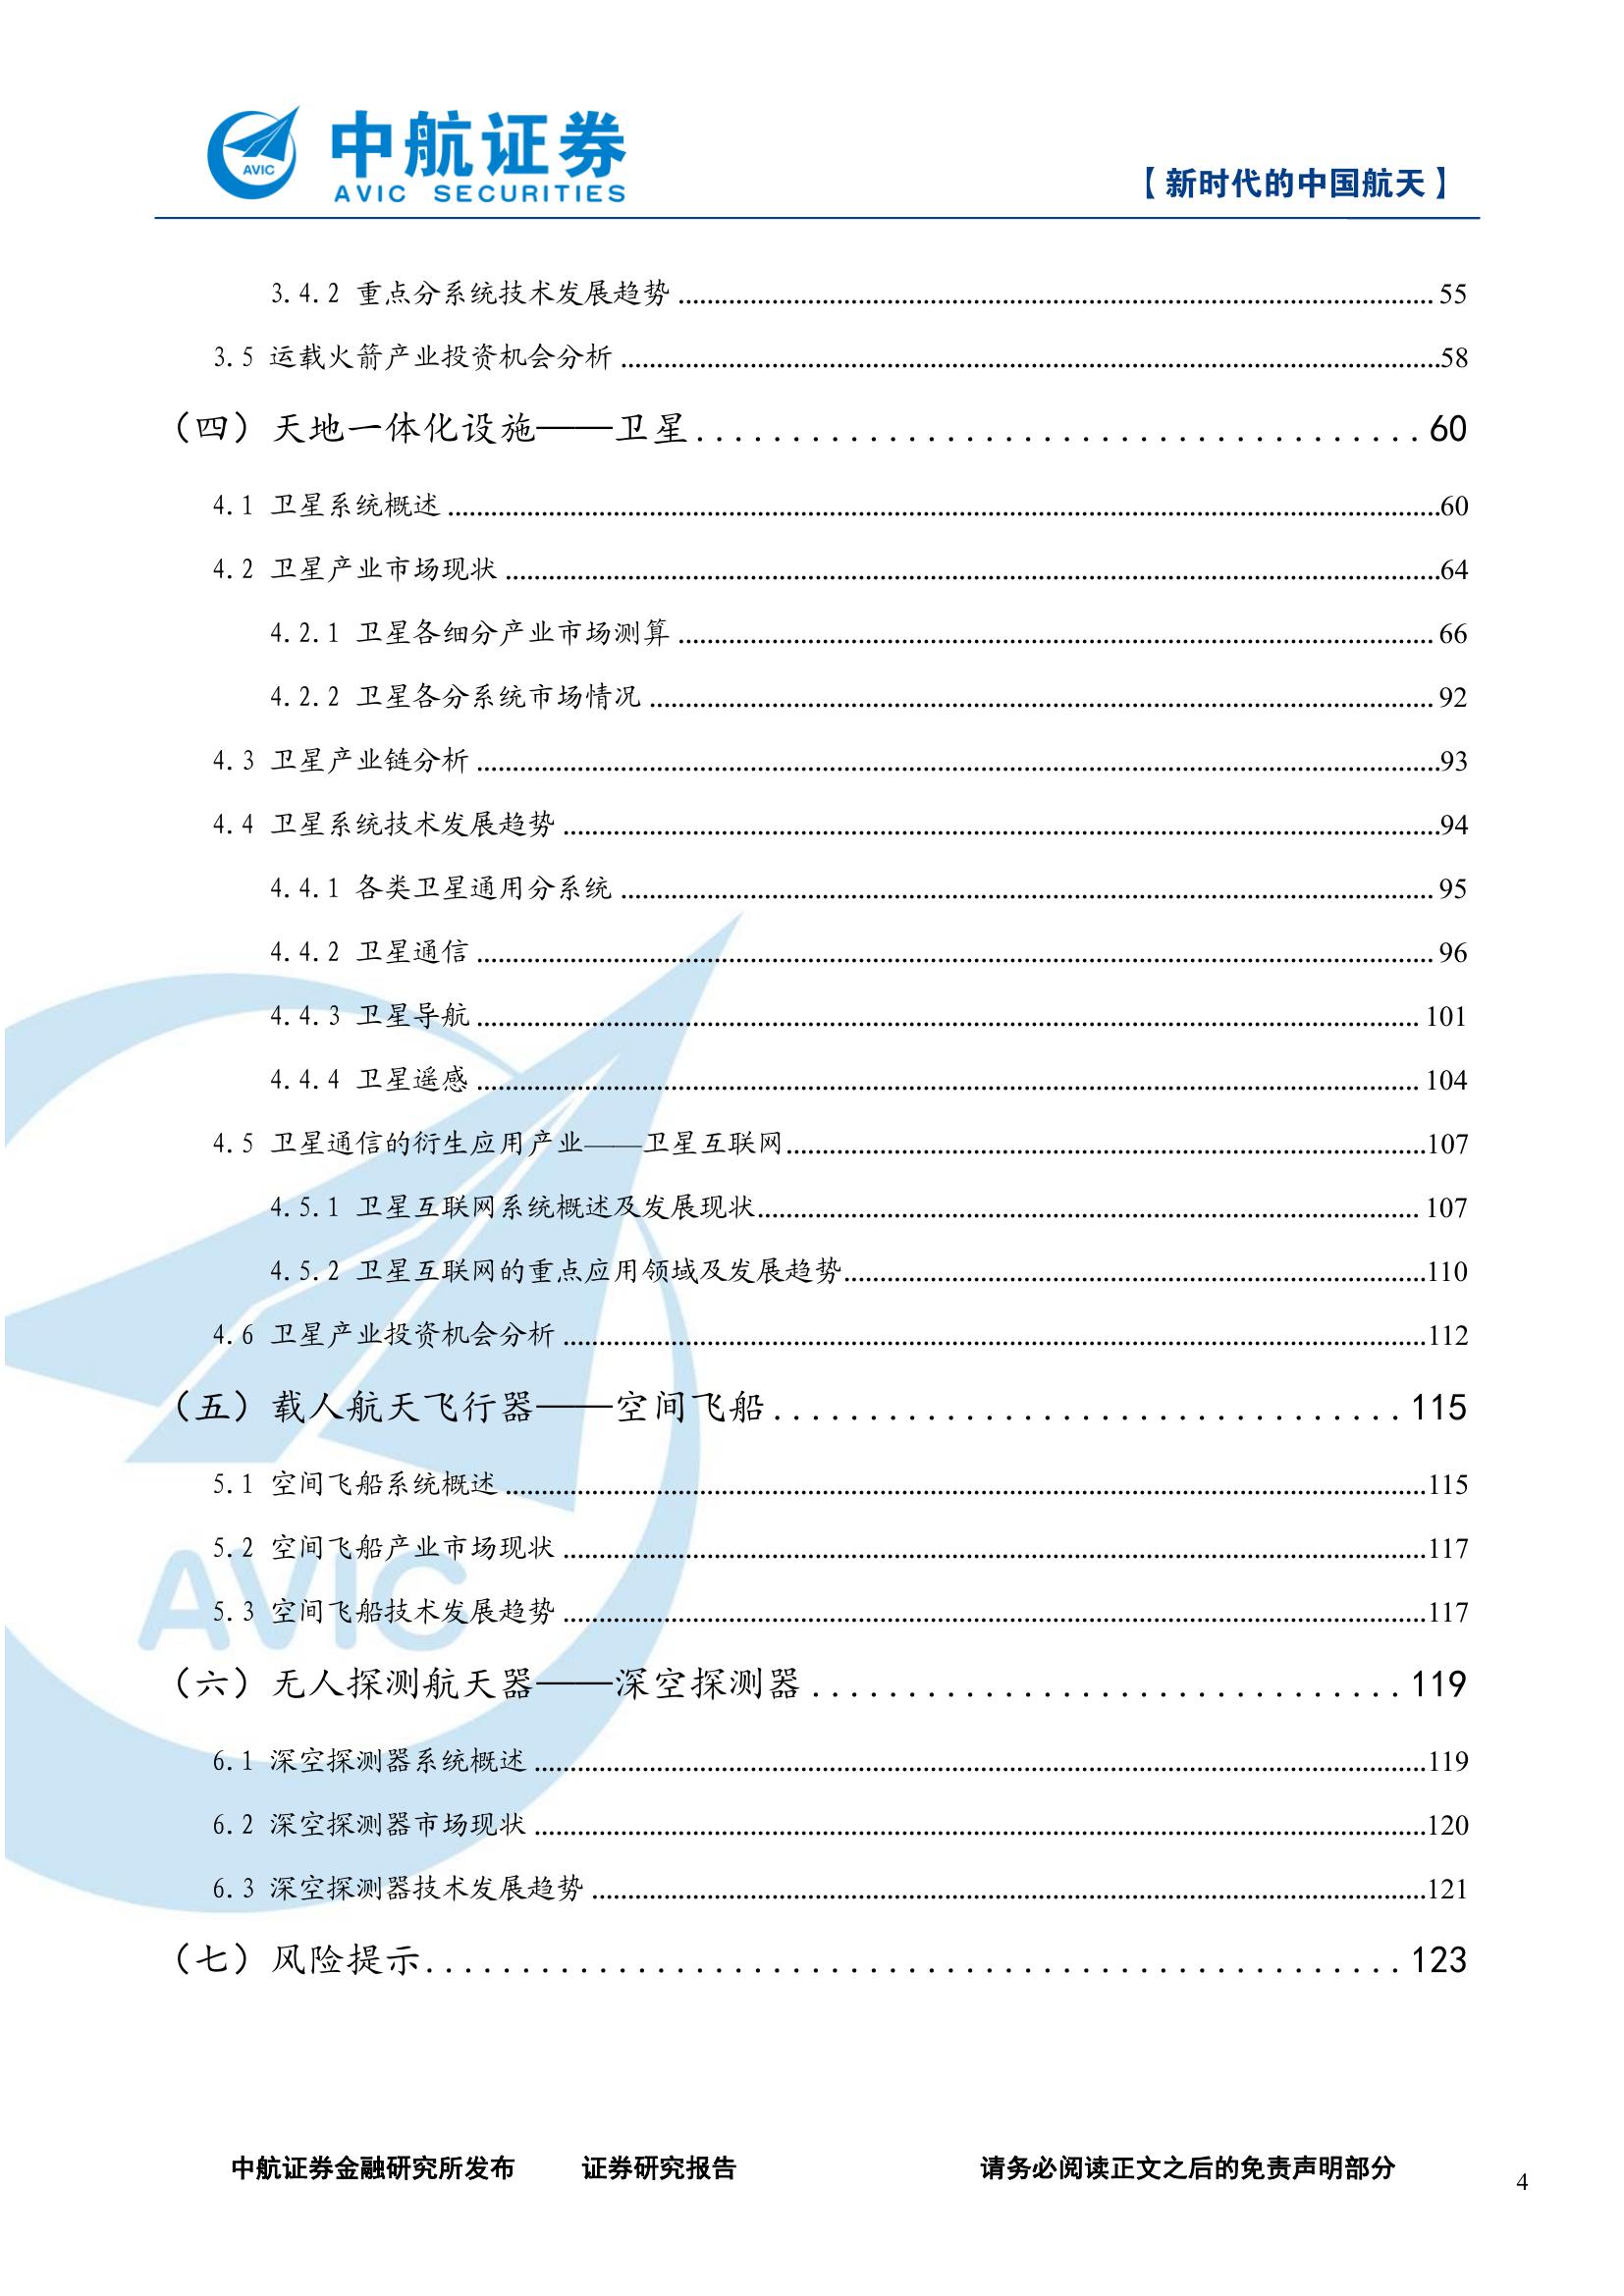 中航证券
AVIC SECURITIES
AVIC
【新时代的中国航天】
3.4.2 重点分系统技术发展趋势 ........ 55
3.5 运载火箭产业投资机会分析 ........ 58
（四）天地一体化设施——卫星 ........ 60
4.1 卫星系统概述 ........ 60
4.2 卫星产业市场现状 ........ 64
4.2.1 卫星各细分产业市场测算 ........ 66
4.2.2 卫星各分系统市场情况 ........ 92
4.3 卫星产业链分析 ........ 93
4.4 卫星系统技术发展趋势 ........ 94
4.4.1 各类卫星通用分系统 ........ 95
4.4.2 卫星通信 ........ 96
4.4.3 卫星导航 ........ 101
4.4.4 卫星遥感 ........ 104
4.5 卫星通信的衍生应用产业——卫星互联网 ........ 107
4.5.1 卫星互联网系统概述及发展现状 ........ 107
4.5.2 卫星互联网的重点应用领域及发展趋势 ........ 110
4.6 卫星产业投资机会分析 ........ 112
（五）载人航天飞行器——空间飞船 ........ 115
5.1 空间飞船系统概述 ........ 115
5.2 空间飞船产业市场现状 ........ 117
5.3 空间飞船技术发展趋势 ........ 117
AVIC
（六）无人探测航天器——深空探测器 ........ 119
6.1 深空探测器系统概述 ........ 119
6.2 深空探测器市场现状 ........ 120
6.3 深空探测器技术发展趋势 ........ 121
（七）风险提示 ........ 123
中航证券金融研究所发布 证券研究报告 请务必阅读正文之后的免责声明部分
4